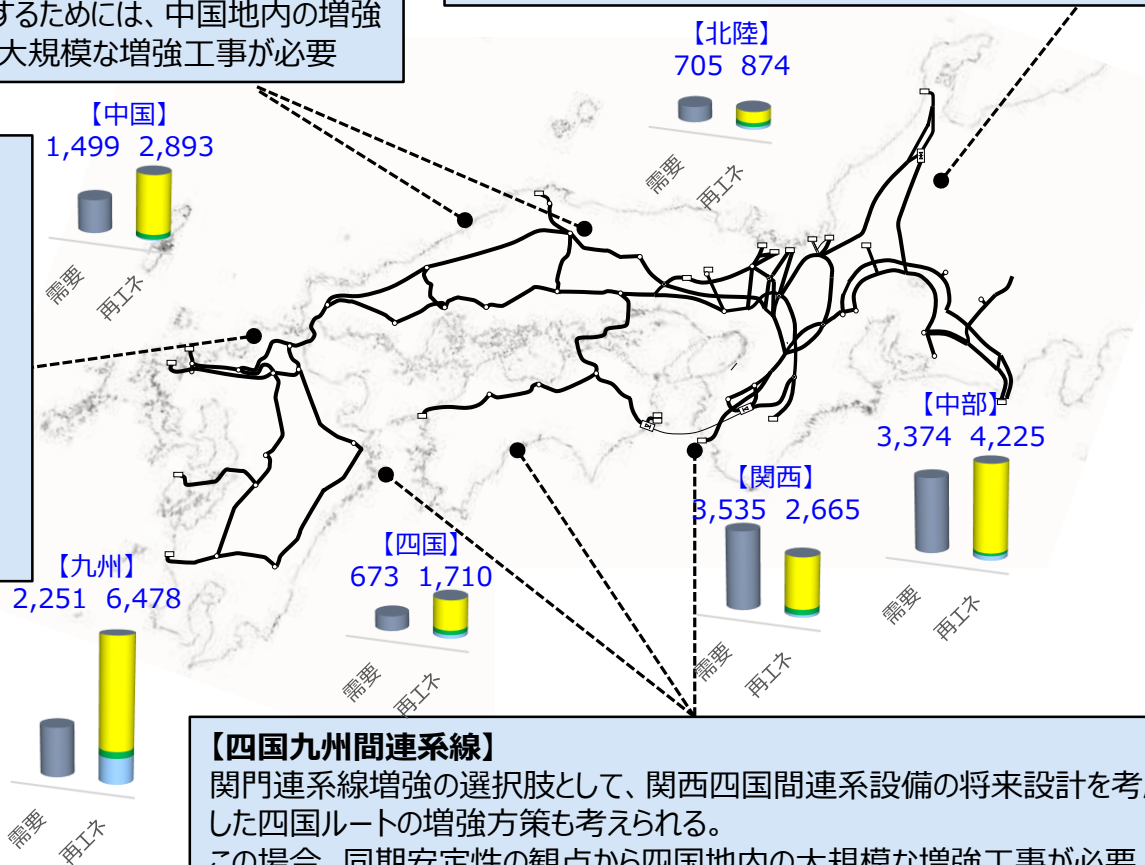 するためには、中国地内の増強
大規模な増強工事が必要
【北陸】
705 874
需要
再エネ
【中国】
1,499 2,893
需要
再エネ
【中部】
3,374 4,225
需要
再エネ
【関西】
3,535 2,665
需要
再エネ
【四国】
673 1,710
需要
再エネ
【九州】
2,251 6,478
需要
再エネ
【四国九州間連系線】
関門連系線増強の選択肢として、関西四国間連系設備の将来設計を考
した四国ルートの増強方策も考えられる。
この場合、同期安定性の観点から四国地内の大規模な増強工事が必要